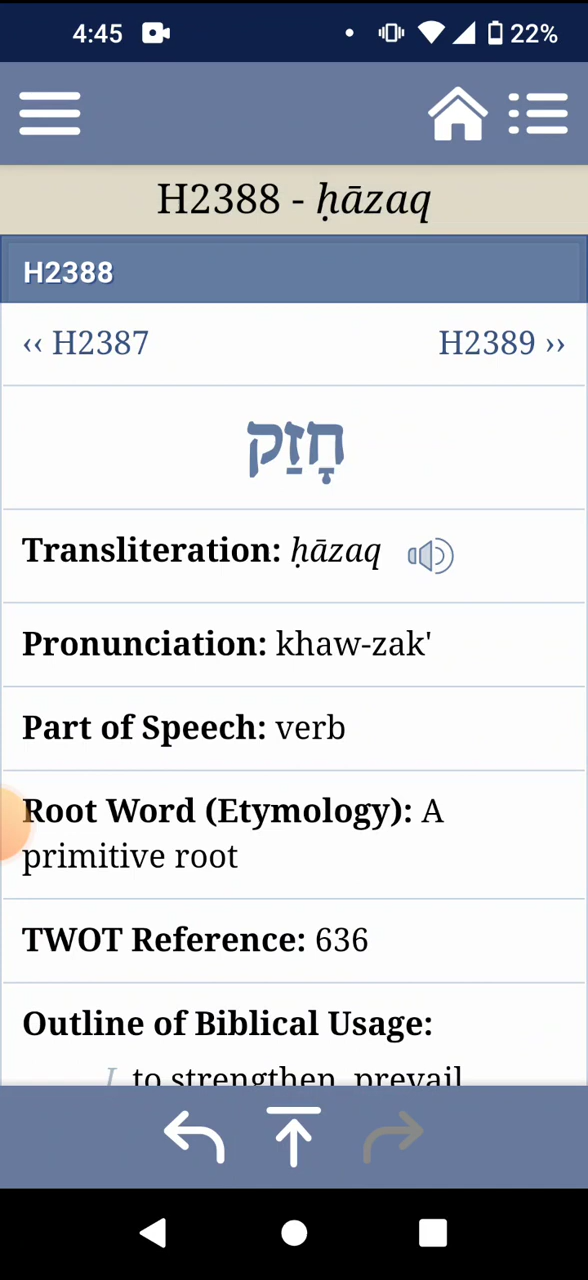 4:45 22%
H2388 - ḥāzaq
H2388
‹‹ H2387 H2389 ››
חָזַק
Transliteration: ḥāzaq
Pronunciation: khaw-zak'
Part of Speech: verb
Root Word (Etymology): A
primitive root
TWOT Reference: 636
Outline of Biblical Usage:
I. to strengthen, prevail,